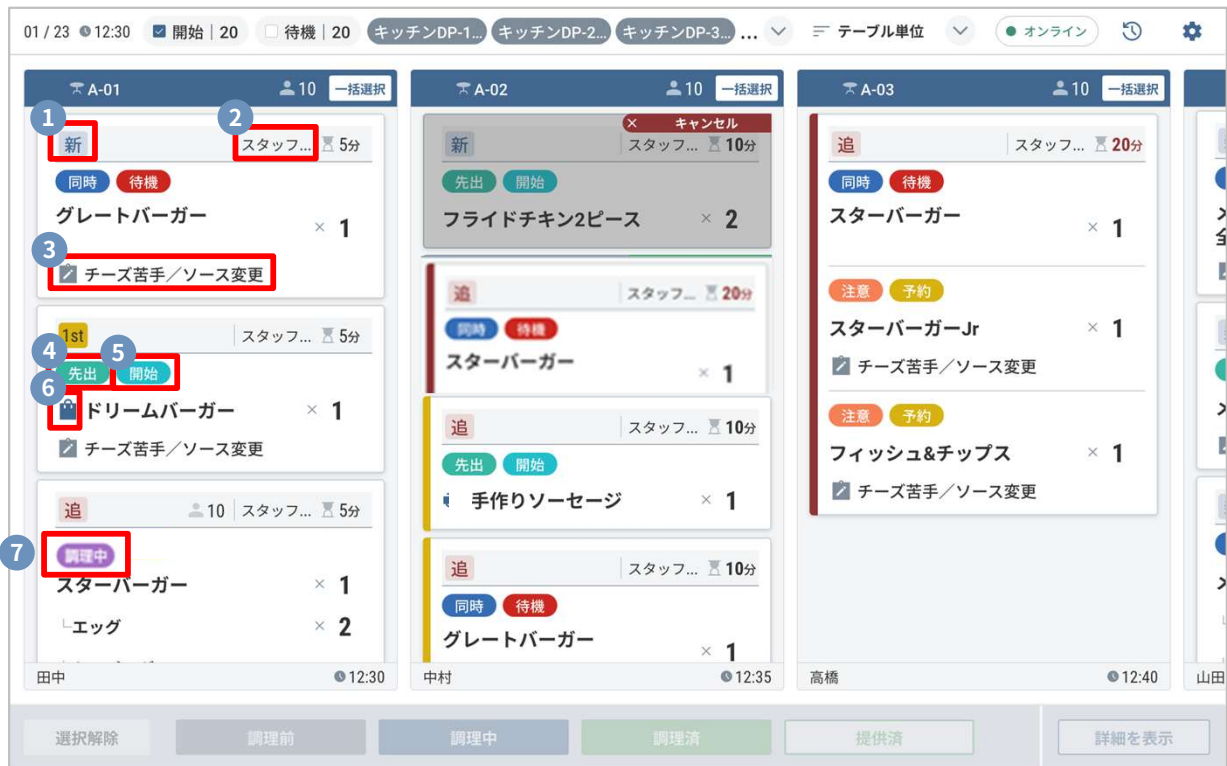 01 / 23 12:30 開始 | 20 待機 | 20 キッチンDP-1... キッチンDP-2... キッチンDP-3... ... テーブル単位 オンライン
A-01 10 一括選択
1 2
新 スタッフ... 5分
同時 待機
グレートバーガー × 1
3
チーズ苦手／ソース変更
1st スタッフ... 5分
4 5
先出 開始
6
ドリームバーガー × 1
チーズ苦手／ソース変更
追 10 スタッフ... 5分
7
調理中
スターバーガー × 1
└エッグ × 2
田中 12:30
A-02 10 一括選択
× キャンセル
新 スタッフ... 10分
先出 開始
フライドチキン2ピース × 2
追 スタッフ... 20分
同時 待機
スターバーガー × 1
追 スタッフ... 10分
先出 開始
手作りソーセージ × 1
追 スタッフ... 10分
同時 待機
グレートバーガー × 1
中村 12:35
A-03 10 一括選択
追 スタッフ... 20分
同時 待機
スターバーガー × 1
注意 予約
スターバーガーJr × 1
チーズ苦手／ソース変更
注意 予約
フィッシュ&チップス × 1
チーズ苦手／ソース変更
高橋 12:40
山田
選択解除 調理前 調理中 調理済 提供済 詳細を表示